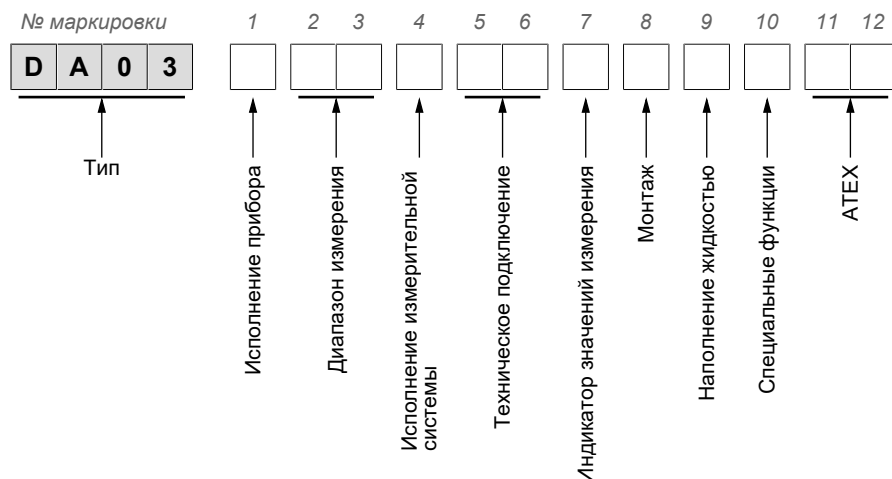 № маркировки 1 2 3 4 5 6 7 8 9 10 11 12
D A 0 3
Тип
Исполнение прибора
Диапазон измерения
Исполнение измерительной
системы
Техническое подключение
Индикатор значений измерения
Монтаж
Наполнение жидкостью
Специальные функции
ATEX